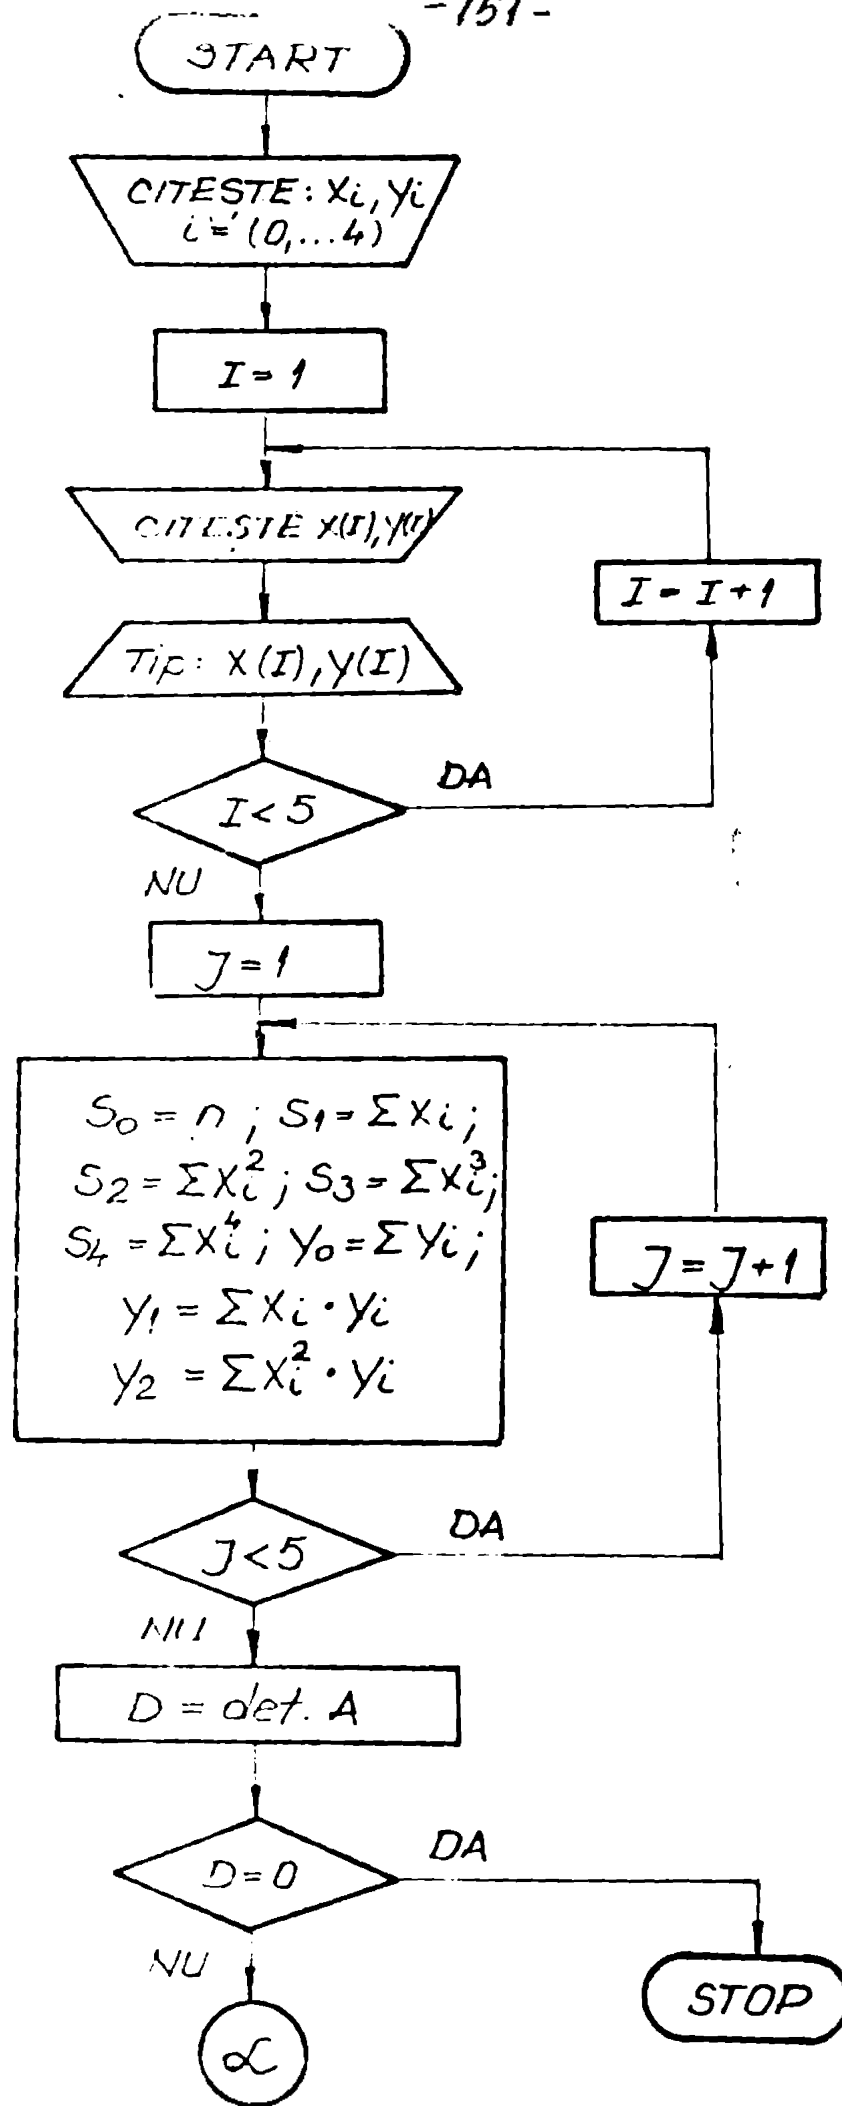 -151-
START
CITESTE: Xi, Yi
i = (0,...4)
I = 1
CITESTE X(I), Y(I)
I = I + 1
Tip: X(I), Y(I)
I < 5
DA
NU
J = 1
S₀ = n ; S₁ = ΣXi;
S₂ = ΣXi²; S₃ = ΣXi³;
S₄ = ΣXi⁴; Y₀ = ΣYi;
Y₁ = ΣXi · Yi
Y₂ = ΣXi² · Yi
J = J + 1
J < 5
DA
NU
D = det. A
D = 0
DA
NU
STOP
α